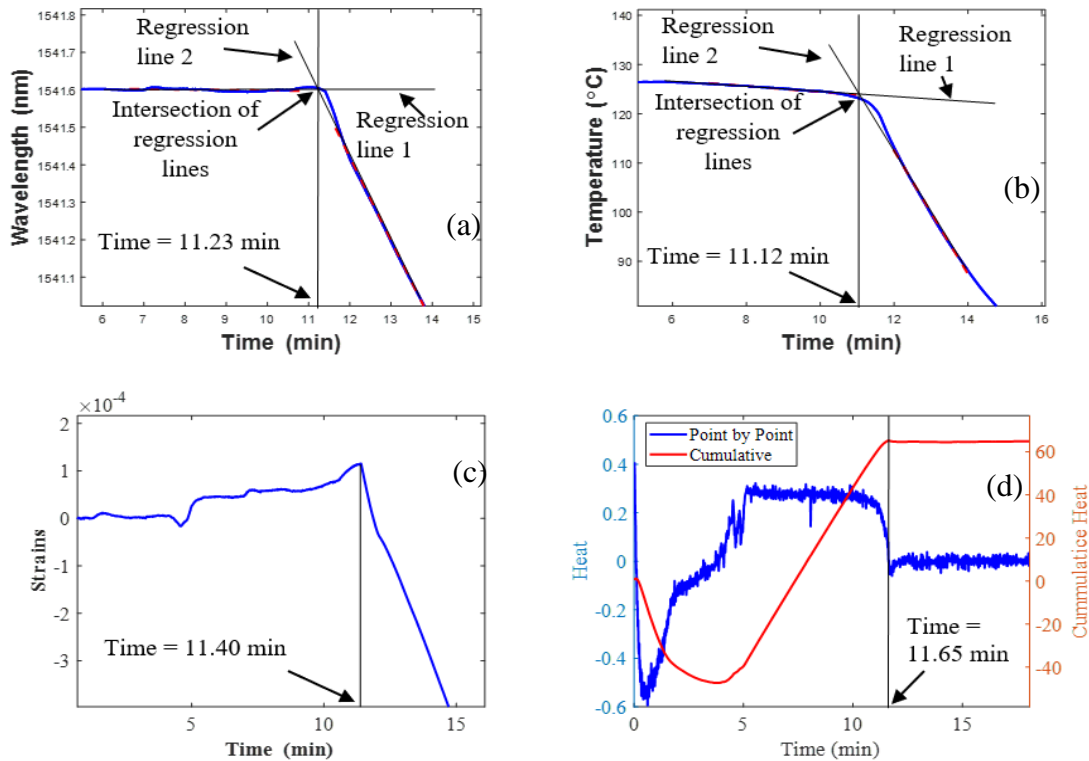 1541.8
1541.7
1541.6
1541.5
1541.4
1541.3
1541.2
1541.1
Wavelength (nm)
Regression
line 2
Intersection of
regression
lines
Regression
line 1
(a)
Time = 11.23 min
6 7 8 9 10 11 12 13 14 15
Time (min)
140
130
120
110
100
90
Temperature (°C)
Regression
line 2
Regression
line 1
Intersection of
regression
lines
(b)
Time = 11.12 min
6 8 10 12 14 16
Time (min)
×10-4
2
1
0
-1
-2
-3
Strains
(c)
Time = 11.40 min
5 10 15
Time (min)
0.6
0.4
0.2
0
-0.2
-0.4
-0.6
Heat
Point by Point
Cumulative
(d)
60
40
20
0
-20
-40
Cummulatice Heat
Time =
11.65 min
0 5 10 15
Time (min)